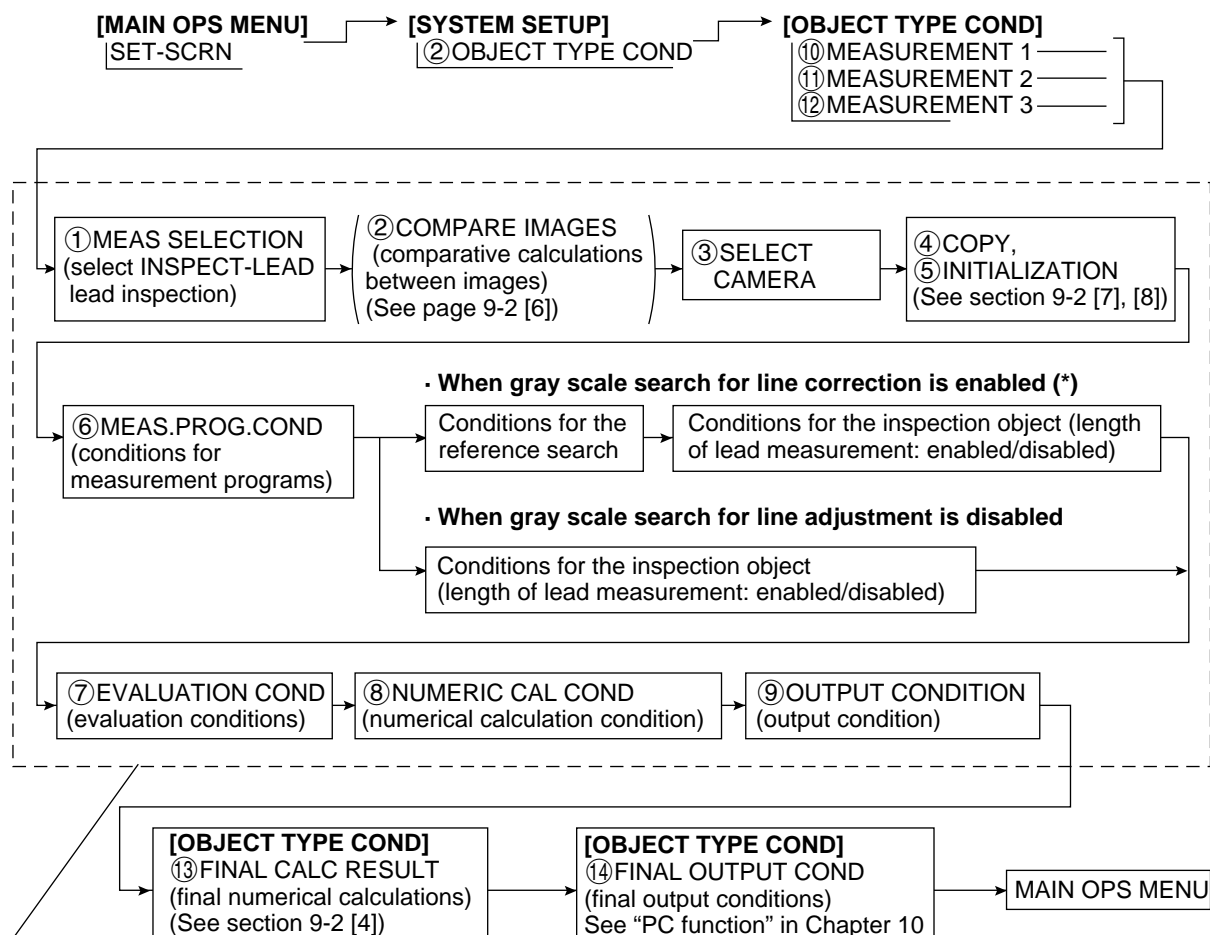 [MAIN OPS MENU]
SET-SCRN
[SYSTEM SETUP]
②OBJECT TYPE COND
[OBJECT TYPE COND]
⑩MEASUREMENT 1
⑪MEASUREMENT 2
⑫MEASUREMENT 3
①MEAS SELECTION
(select INSPECT-LEAD
lead inspection)
②COMPARE IMAGES
(comparative calculations
between images)
(See page 9-2 [6])
③SELECT
CAMERA
④COPY,
⑤INITIALIZATION
(See section 9-2 [7], [8])
⑥MEAS.PROG.COND
(conditions for
measurement programs)
· When gray scale search for line correction is enabled (*)
Conditions for the
reference search
Conditions for the inspection object (length
of lead measurement: enabled/disabled)
· When gray scale search for line adjustment is disabled
Conditions for the inspection object
(length of lead measurement: enabled/disabled)
⑦EVALUATION COND
(evaluation conditions)
⑧NUMERIC CAL COND
(numerical calculation condition)
⑨OUTPUT CONDITION
(output condition)
[OBJECT TYPE COND]
⑬FINAL CALC RESULT
(final numerical calculations)
(See section 9-2 [4])
[OBJECT TYPE COND]
⑭FINAL OUTPUT COND
(final output conditions)
See “PC function” in Chapter 10
MAIN OPS MENU